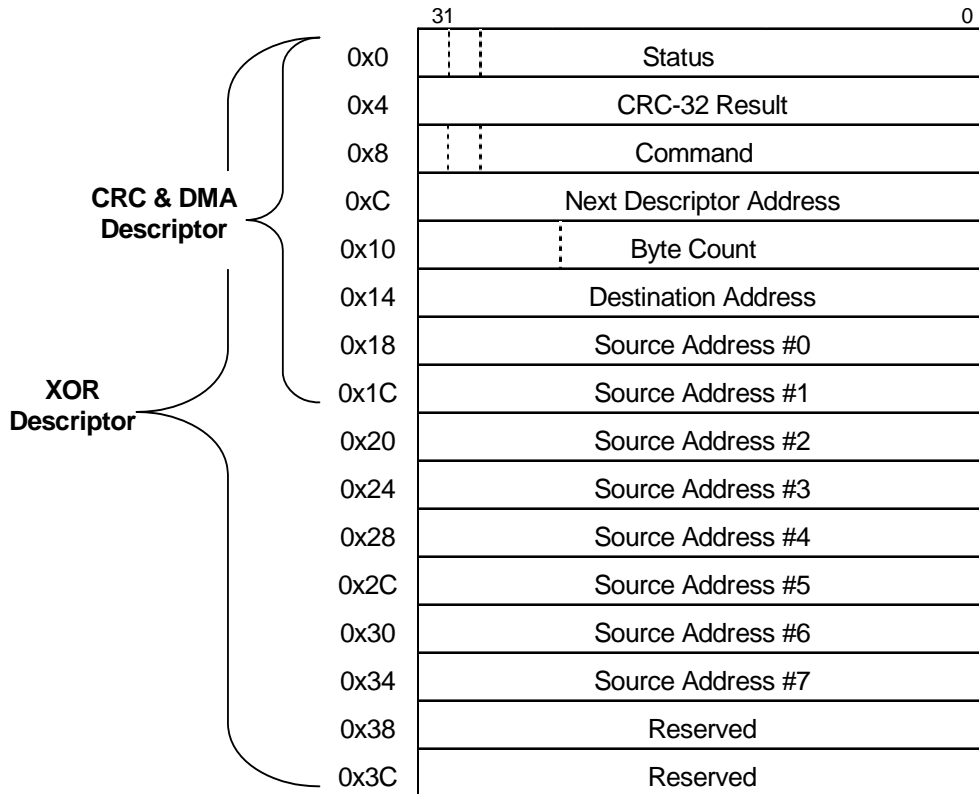 31 0
0x0 Status
0x4 CRC-32 Result
0x8 Command
CRC & DMA
Descriptor
0xC Next Descriptor Address
0x10 Byte Count
0x14 Destination Address
0x18 Source Address #0
XOR
Descriptor
0x1C Source Address #1
0x20 Source Address #2
0x24 Source Address #3
0x28 Source Address #4
0x2C Source Address #5
0x30 Source Address #6
0x34 Source Address #7
0x38 Reserved
0x3C Reserved